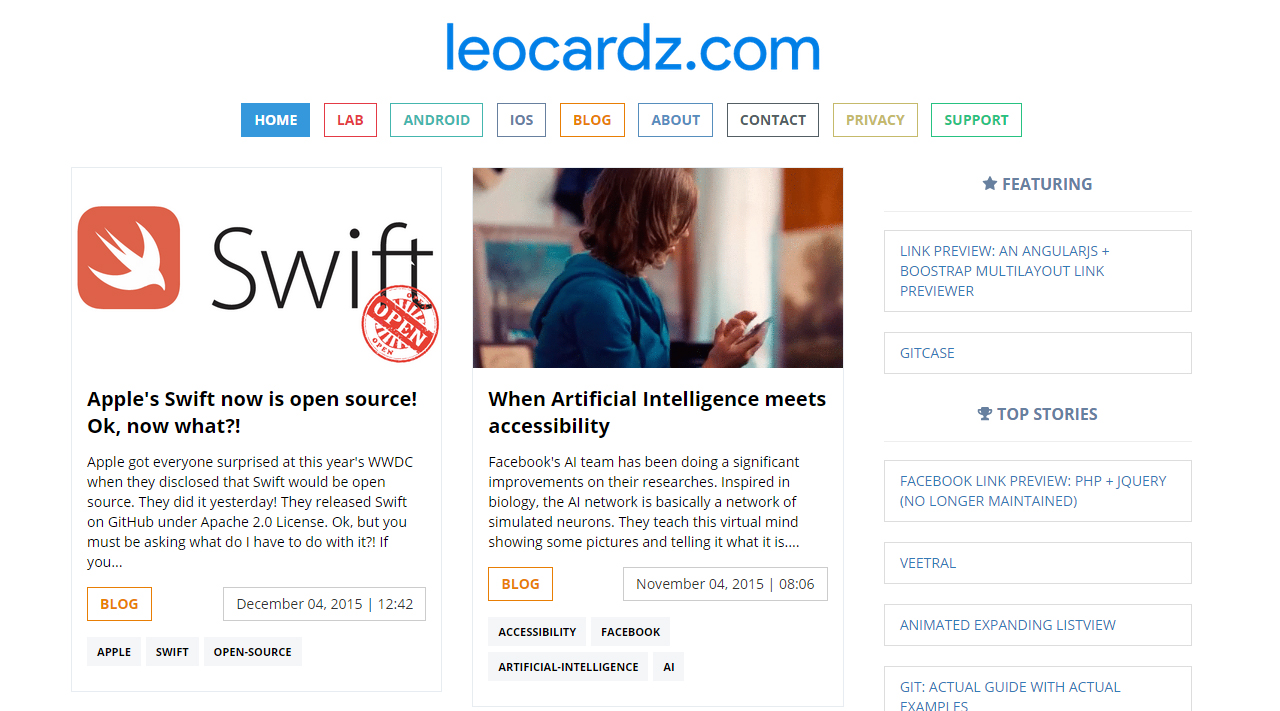 leocardz.com
HOME LAB ANDROID IOS BLOG ABOUT CONTACT PRIVACY SUPPORT
Swift
OPEN
OPEN
Apple's Swift now is open source!
Ok, now what?!
Apple got everyone surprised at this year's WWDC
when they disclosed that Swift would be open
source. They did it yesterday! They released Swift
on GitHub under Apache 2.0 License. Ok, but you
must be asking what do I have to do with it?! If
you...
BLOG December 04, 2015 | 12:42
APPLE SWIFT OPEN-SOURCE
When Artificial Intelligence meets
accessibility
Facebook's AI team has been doing a significant
improvements on their researches. Inspired in
biology, the AI network is basically a network of
simulated neurons. They teach this virtual mind
showing some pictures and telling it what it is....
BLOG November 04, 2015 | 08:06
ACCESSIBILITY FACEBOOK
ARTIFICIAL-INTELLIGENCE AI
FEATURING
LINK PREVIEW: AN ANGULARJS +
BOOSTRAP MULTILAYOUT LINK
PREVIEWER
GITCASE
TOP STORIES
FACEBOOK LINK PREVIEW: PHP + JQUERY
(NO LONGER MAINTAINED)
VEETRAL
ANIMATED EXPANDING LISTVIEW
GIT: ACTUAL GUIDE WITH ACTUAL
EXAMPLES